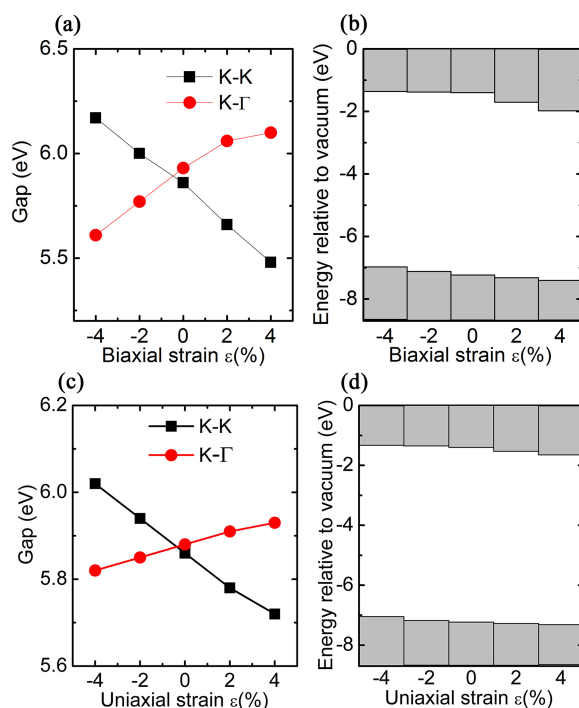 (a)
6.5
6.0
5.5
Gap (eV)
K-K
K-Γ
-4 -2 0 2 4
Biaxial strain ε(%)
(b)
0
-2
-4
-6
-8
Energy relative to vacuum (eV)
-4 -2 0 2 4
Biaxial strain ε(%)
(c)
6.2
6.0
5.8
5.6
Gap (eV)
K-K
K-Γ
-4 -2 0 2 4
Uniaxial strain ε(%)
(d)
0
-2
-4
-6
-8
Energy relative to vacuum (eV)
-4 -2 0 2 4
Uniaxial strain ε(%)